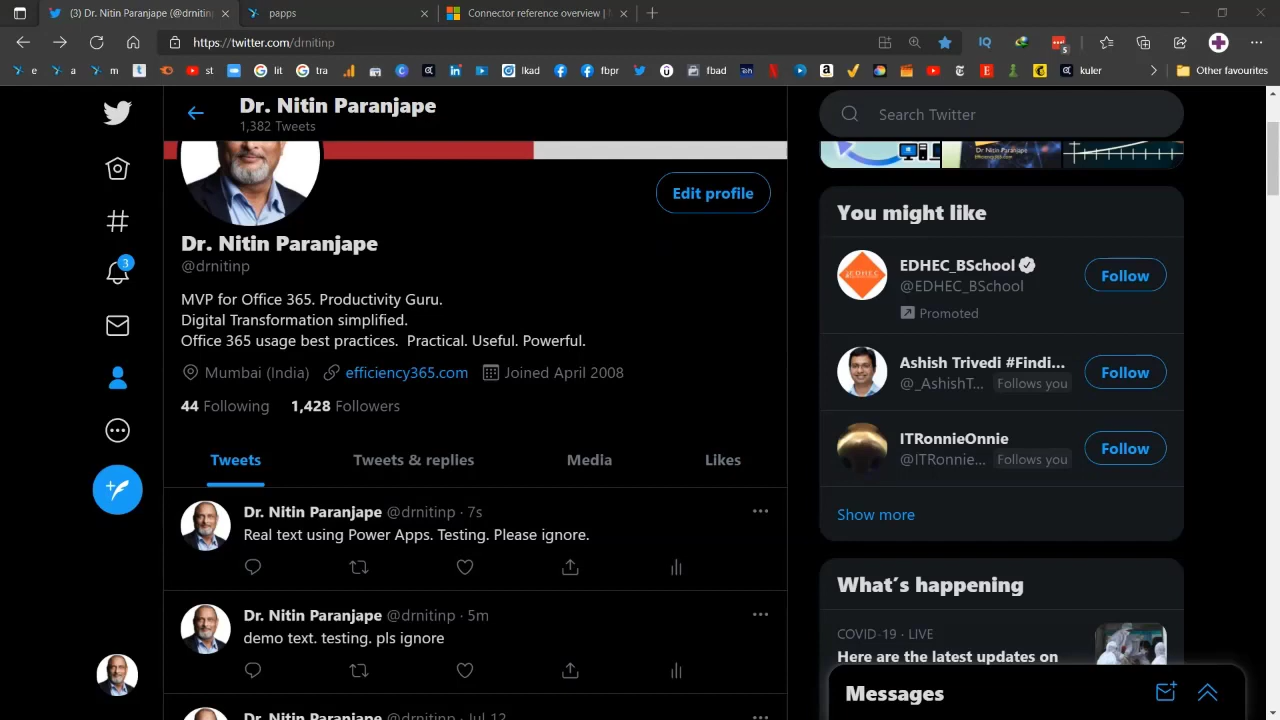 (3) Dr. Nitin Paranjape (@drnitin
papps
Connector reference overview |
https://twitter.com/drnitinp
IQ
5
e
a
m
t
st
lit
tra
lkad
fbpr
fbad
kuler
Other favourites
Dr. Nitin Paranjape
1,382 Tweets
Search Twitter
Edit profile
Dr. Nitin Paranjape
@drnitinp
MVP for Office 365. Productivity Guru.
Digital Transformation simplified.
Office 365 usage best practices. Practical. Useful. Powerful.
Mumbai (India) efficiency365.com Joined April 2008
44 Following 1,428 Followers
Tweets Tweets & replies Media Likes
Dr. Nitin Paranjape @drnitinp · 7s
Real text using Power Apps. Testing. Please ignore.
Dr. Nitin Paranjape @drnitinp · 5m
demo text. testing. pls ignore
Dr. Nitin Paranjape @drnitinp · Jul 12
3
You might like
EDHEC_BSchool
@EDHEC_BSchool
Promoted
Follow
Ashish Trivedi #Findi...
@_AshishT... Follows you
Follow
ITRonnieOnnie
@ITRonnie... Follows you
Follow
Show more
What's happening
COVID-19 · LIVE
Here are the latest updates on
Messages